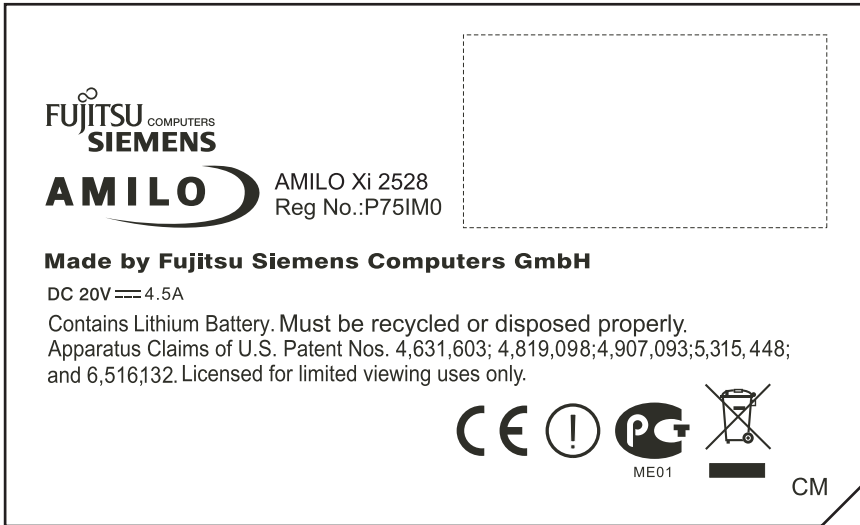 FUJITSU COMPUTERS
SIEMENS
AMILO
AMILO Xi 2528
Reg No.:P75IM0
Made by Fujitsu Siemens Computers GmbH
DC 20V⎓4.5A
Contains Lithium Battery. Must be recycled or disposed properly.
Apparatus Claims of U.S. Patent Nos. 4,631,603; 4,819,098;4,907,093;5,315,448;
and 6,516,132. Licensed for limited viewing uses only.
CE ! PCT
ME01
CM